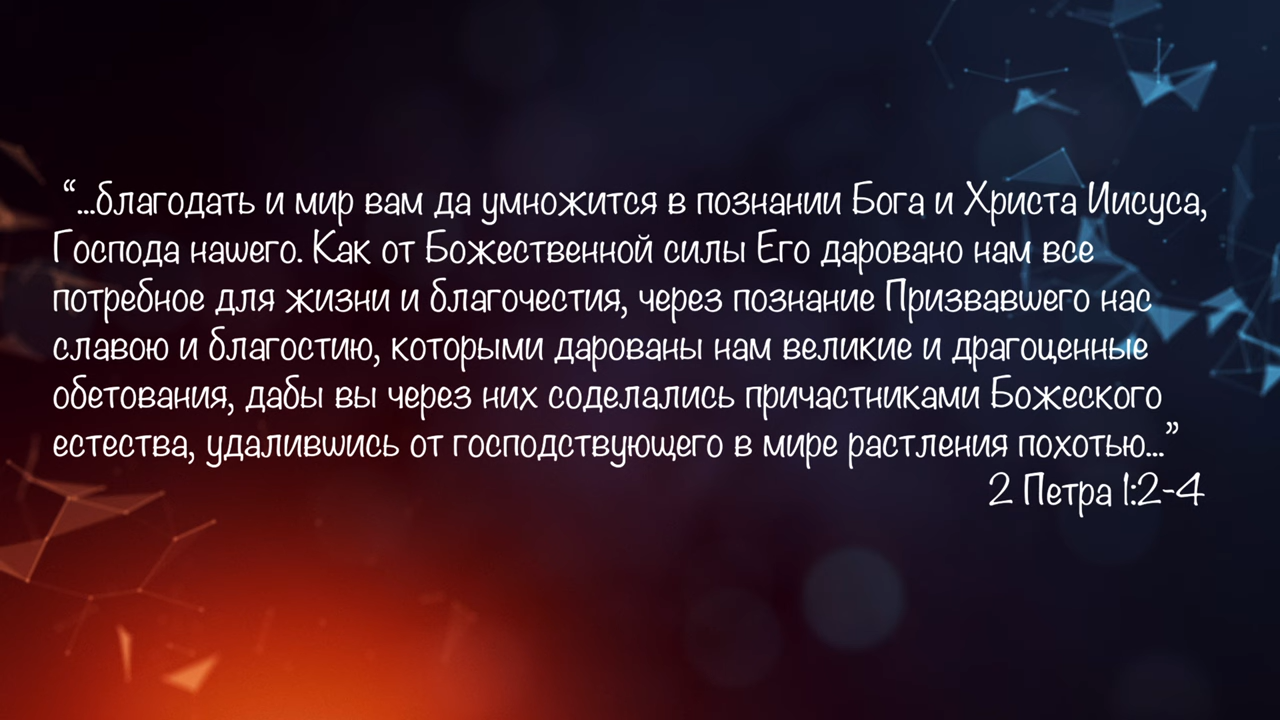 “...благодать и мир вам да умножится в познании Бога и Христа Иисуса,
Господа нашего. Как от Божественной силы Его даровано нам все
потребное для жизни и благочестия, через познание Призвавшего нас
славою и благостию, которыми дарованы нам великие и драгоценные
обетования, дабы вы через них соделались причастниками Божеского
естества, удалившись от господствующего в мире растления похотью...”
2 Петра 1:2-4